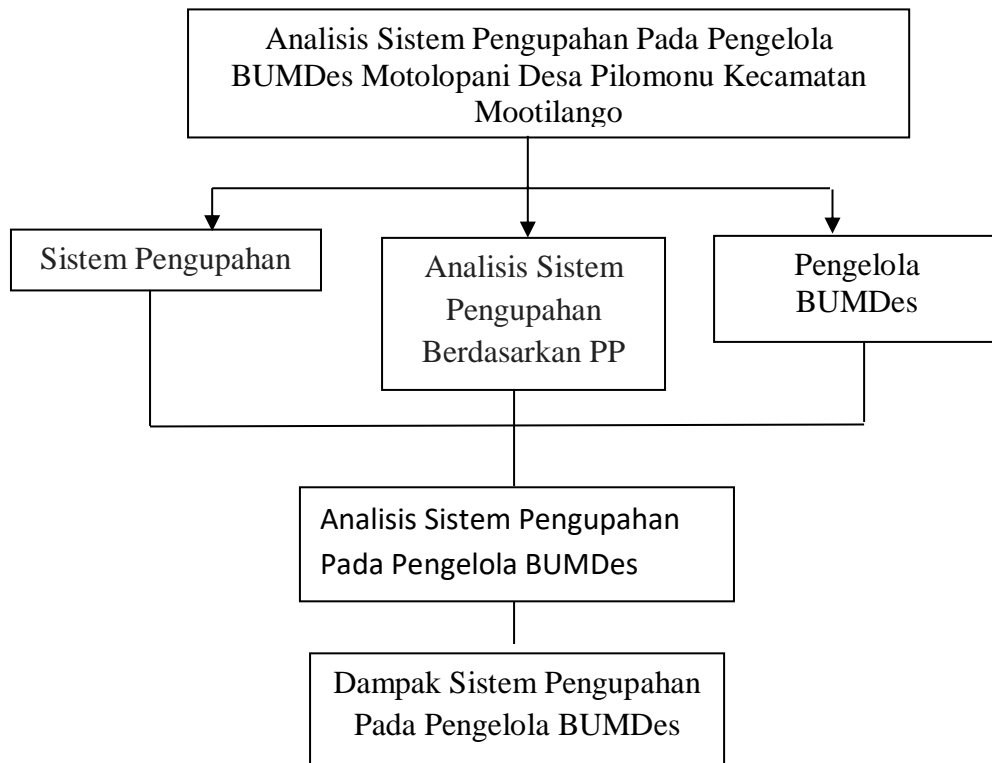 Analisis Sistem Pengupahan Pada Pengelola
BUMDes Motolopani Desa Pilomonu Kecamatan
Mootilango
Sistem Pengupahan
Analisis Sistem
Pengupahan
Berdasarkan PP
Pengelola
BUMDes
Analisis Sistem Pengupahan
Pada Pengelola BUMDes
Dampak Sistem Pengupahan
Pada Pengelola BUMDes